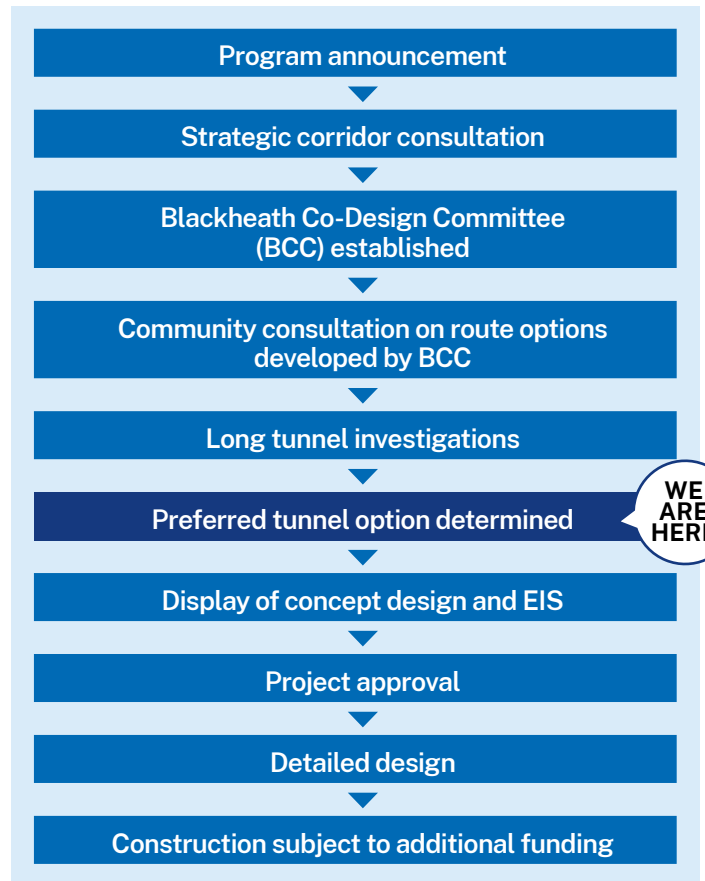 Program announcement
Strategic corridor consultation
Blackheath Co-Design Committee
(BCC) established
Community consultation on route options
developed by BCC
Long tunnel investigations
Preferred tunnel option determined
WE
ARE
HERE
Display of concept design and EIS
Project approval
Detailed design
Construction subject to additional funding